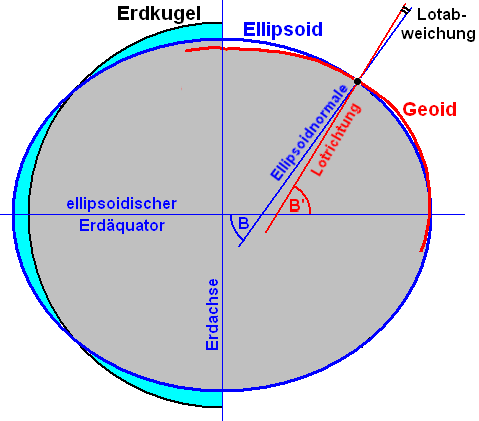 Erdkugel
Ellipsoid
Lotab-
weichung
Geoid
Ellipsoidnormale
Lotrichtung
ellipsoidischer
Erdäquator
B
B'
Erdachse